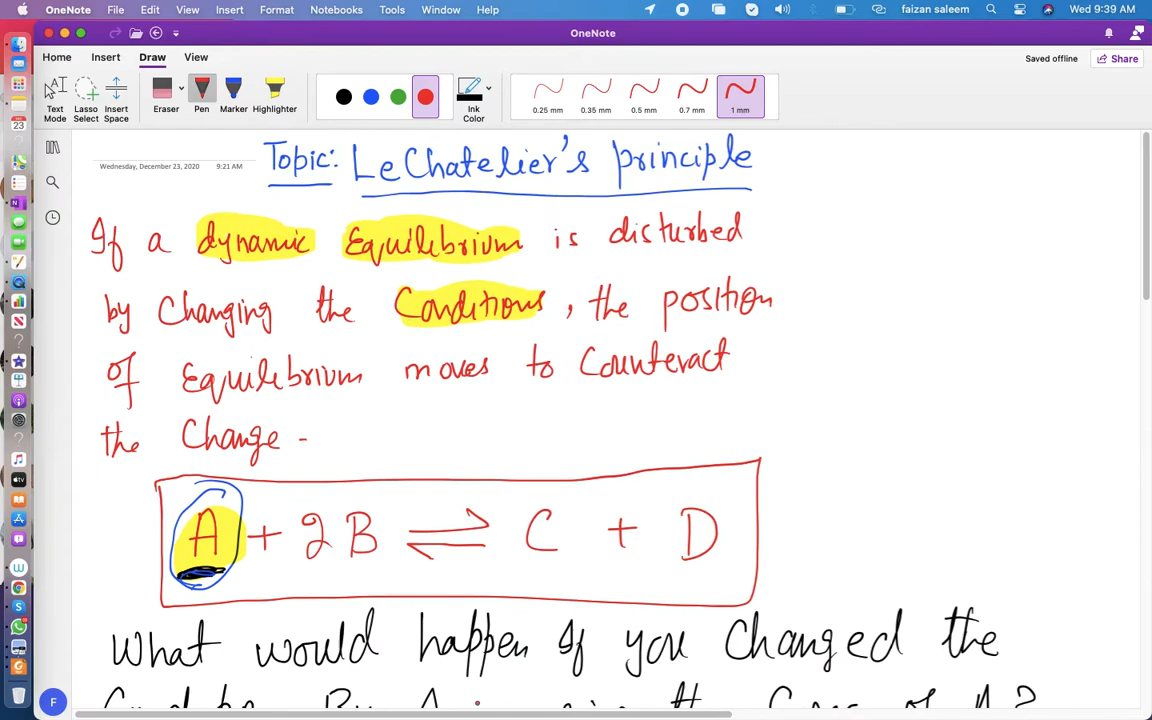 OneNote File Edit View Insert Format Notebooks Tools Window Help faizan saleem Wed 9:39 AM
OneNote
Home Insert Draw View Saved offline Share
Text Mode Lasso Select Insert Space Eraser Pen Marker Highlighter Ink Color 0.25 mm 0.35 mm 0.5 mm 0.7 mm 1 mm
Wednesday, December 23, 2020 9:21 AM
Topic: LeChatelier's principle
If a dynamic Equilibrium is disturbed
by Changing the Conditions, the position
of Equilibrium moves to Counteract
the Change -
A + 2B ⇌ C + D
What would happen If you Changed the
F